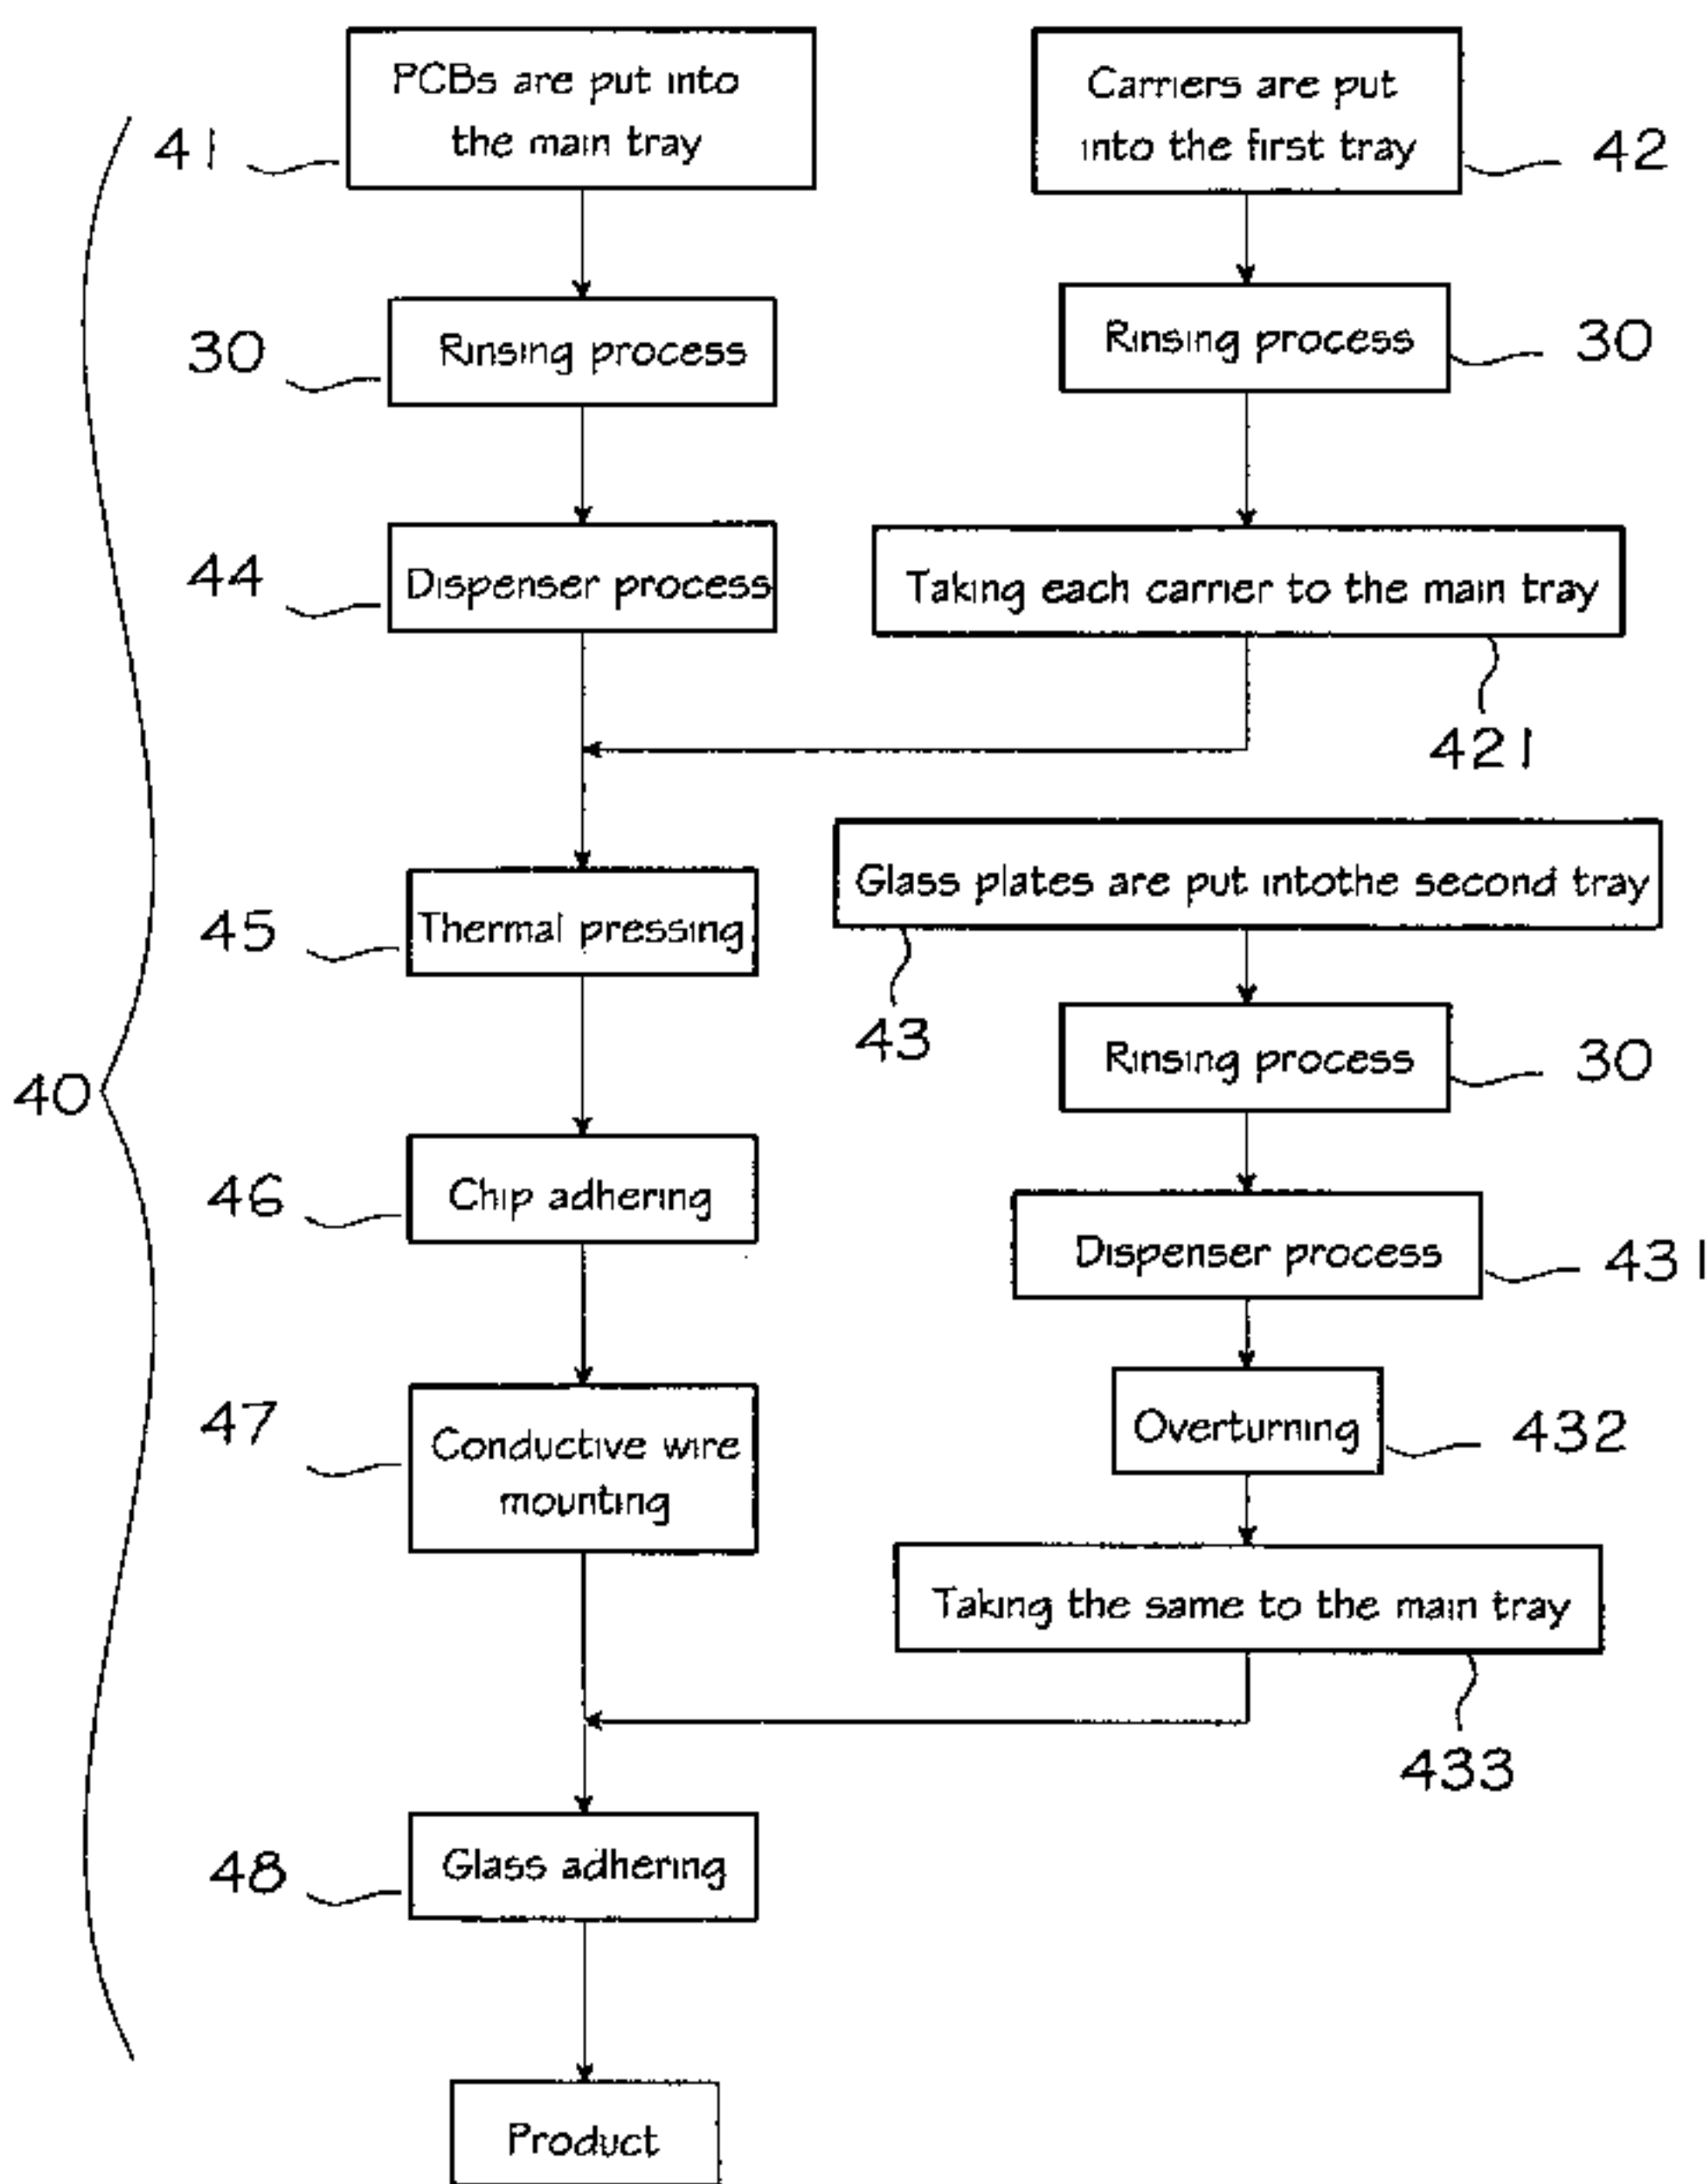 PCBs are put into
the main tray
41
Carriers are put
into the first tray
42
30
Rinsing process
Rinsing process
30
44
Dispenser process
Taking each carrier to the main tray
421
Glass plates are put intothe second tray
43
45
Thermal pressing
Rinsing process
30
40
46
Chip adhering
Dispenser process
431
47
Conductive wire
mounting
Overturning
432
Taking the same to the main tray
433
48
Glass adhering
Product